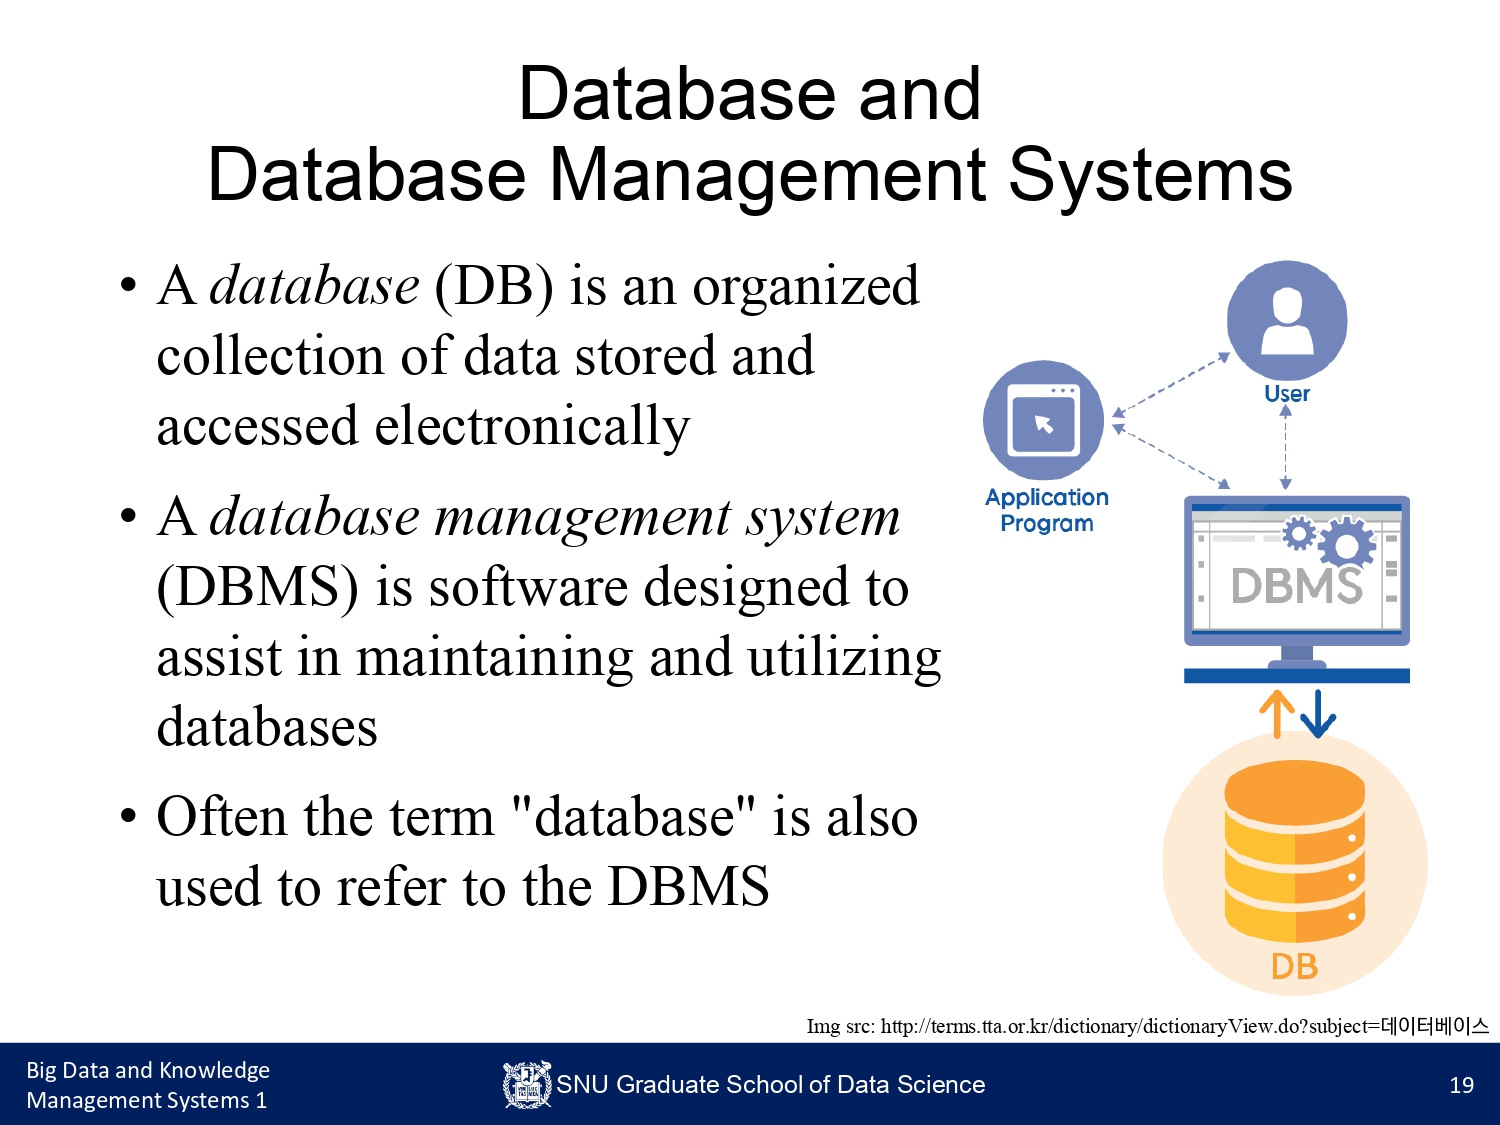 Database and
Database Management Systems
• A database (DB) is an organized
collection of data stored and
accessed electronically
• A database management system
(DBMS) is software designed to
assist in maintaining and utilizing
databases
• Often the term "database" is also
used to refer to the DBMS
User
Application
Program
DBMS
DB
Img src: http://terms.tta.or.kr/dictionary/dictionaryView.do?subject=데이터베이스
Big Data and Knowledge
Management Systems 1
SNU Graduate School of Data Science
19